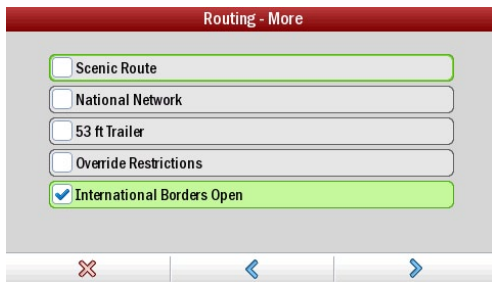 Routing - More
Scenic Route
National Network
53 ft Trailer
Override Restrictions
International Borders Open